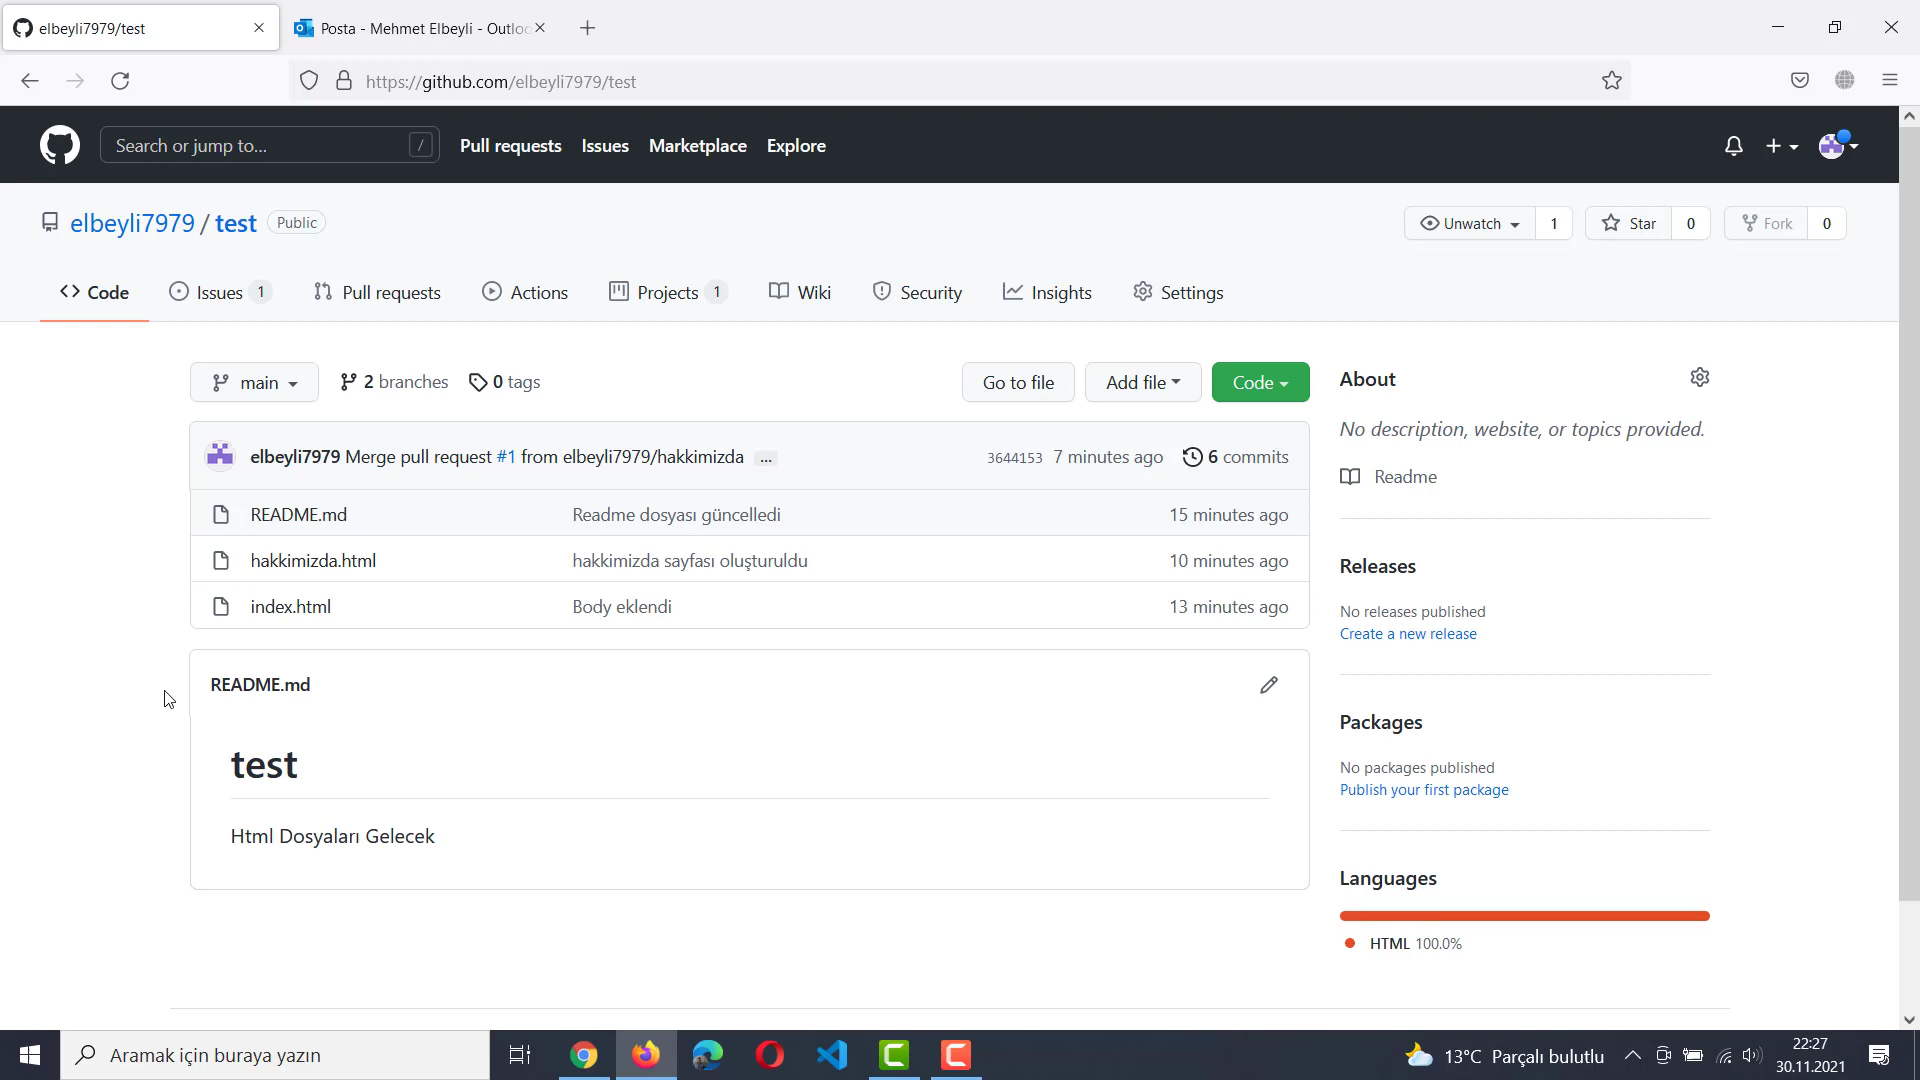 elbeyli7979/test
Posta - Mehmet Elbeyli - Outloo
https://github.com/elbeyli7979/test
Search or jump to... /
Pull requests Issues Marketplace Explore
elbeyli7979 / test Public
Unwatch 1 Star 0 Fork 0
Code Issues 1 Pull requests Actions Projects 1 Wiki Security Insights Settings
main 2 branches 0 tags
Go to file Add file Code
elbeyli7979 Merge pull request #1 from elbeyli7979/hakkimizda ... 3644153 7 minutes ago 6 commits
README.md Readme dosyası güncelledi 15 minutes ago
hakkimizda.html hakkimizda sayfası oluşturuldu 10 minutes ago
index.html Body eklendi 13 minutes ago
README.md
test
Html Dosyaları Gelecek
About
No description, website, or topics provided.
Readme
Releases
No releases published
Create a new release
Packages
No packages published
Publish your first package
Languages
HTML 100.0%
Aramak için buraya yazın
13°C Parçalı bulutlu
22:27
30.11.2021